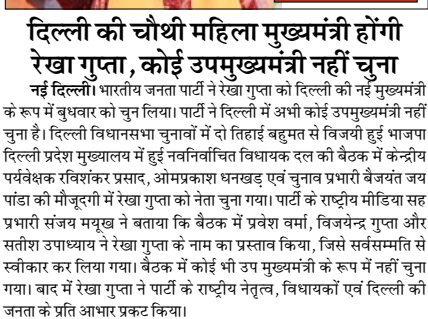 दिल्ली की चौथी महिला मुख्यमंत्री होंगी
रेखा गुप्ता, कोई उपमुख्यमंत्री नहीं चुना
नई दिल्ली। भारतीय जनता पार्टी ने रेखा गुप्ता को दिल्ली की नई मुख्यमंत्री
के रूप में बुधवार को चुन लिया। पार्टी ने दिल्ली में अभी कोई उपमुख्यमंत्री नहीं
चुना है। दिल्ली विधानसभा चुनावों में दो तिहाई बहुमत से विजयी हुई भाजपा
दिल्ली प्रदेश मुख्यालय में हुई नवनिर्वाचित विधायक दल की बैठक में केन्द्रीय
पर्यवेक्षक रविशंकर प्रसाद, ओमप्रकाश धनखड़ एवं चुनाव प्रभारी बैजयंत जय
पांडा की मौजूदगी में रेखा गुप्ता को नेता चुना गया। पार्टी के राष्ट्रीय मीडिया सह
प्रभारी संजय मयूख ने बताया कि बैठक में प्रवेश वर्मा, विजयेन्द्र गुप्ता और
सतीश उपाध्याय ने रेखा गुप्ता के नाम का प्रस्ताव किया, जिसे सर्वसम्मति से
स्वीकार कर लिया गया। बैठक में कोई भी उप मुख्यमंत्री के रूप में नहीं चुना
गया। बाद में रेखा गुप्ता ने पार्टी के राष्ट्रीय नेतृत्व, विधायकों एवं दिल्ली की
जनता के प्रति आभार प्रकट किया।